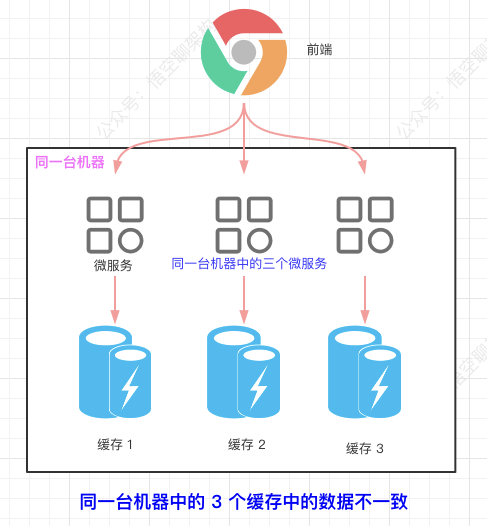 前端
同一台机器
微服务
同一台机器中的三个微服务
缓存 1
缓存 2
缓存 3
同一台机器中的 3 个缓存中的数据不一致
公众号：悟空聊架构
公众号：悟空
悟空聊架